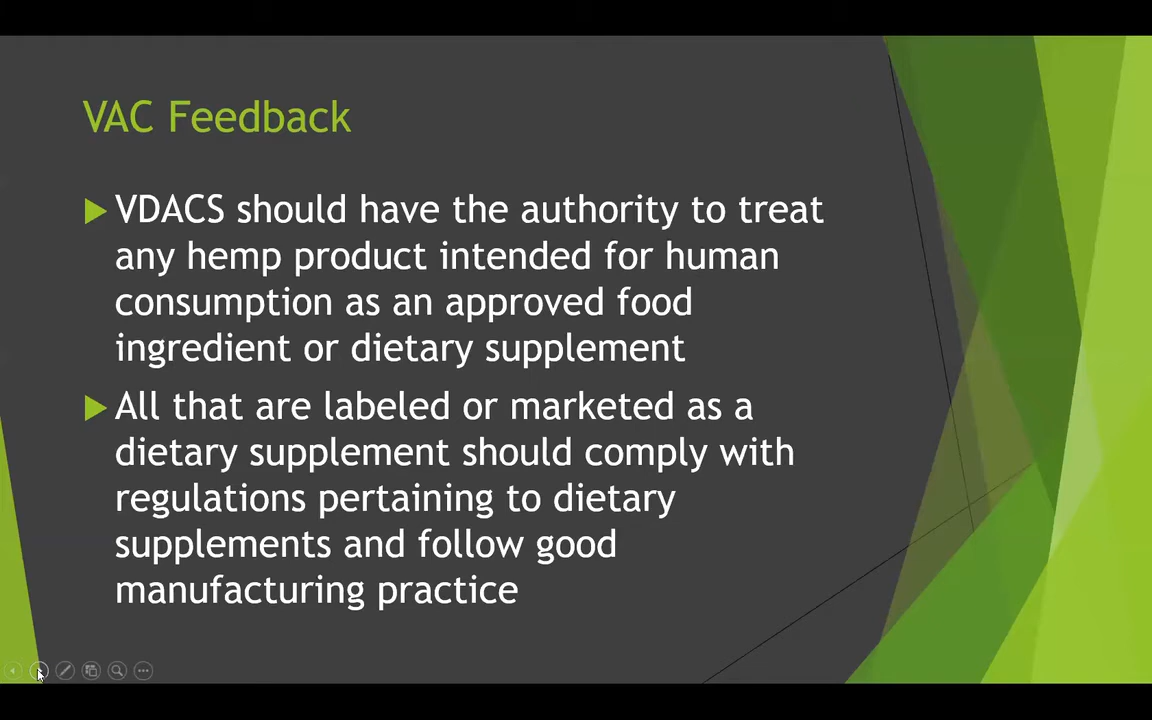 VAC Feedback
VDACS should have the authority to treat
any hemp product intended for human
consumption as an approved food
ingredient or dietary supplement
All that are labeled or marketed as a
dietary supplement should comply with
regulations pertaining to dietary
supplements and follow good
manufacturing practice